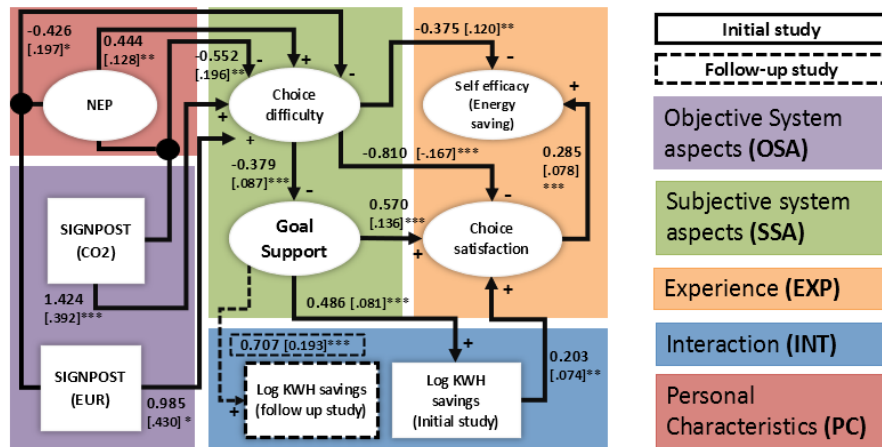 -0.426
[.197]*
0.444
[.128]**
-0.552
[.196]**
-
+
-
-0.375 [.120]**
-
NEP
Choice
difficulty
Self efficacy
(Energy
saving)
+
+
+
-0.379
[.087]***
-
-0.810 [-.167]***
-
0.285
[.078]
***
SIGNPOST
(CO2)
Goal
Support
0.570
[.136]***
+
Choice
satisfaction
+
1.424
[.392]***
0.486 [.081]***
0.707 [0.193]***
+
SIGNPOST
(EUR)
0.985
[.430] *
+
Log KWH savings
(follow up study)
Log KWH
savings
(Initial study)
0.203
[.074]**
Initial study
Follow-up study
Objective System
aspects (OSA)
Subjective system
aspects (SSA)
Experience (EXP)
Interaction (INT)
Personal
Characteristics (PC)